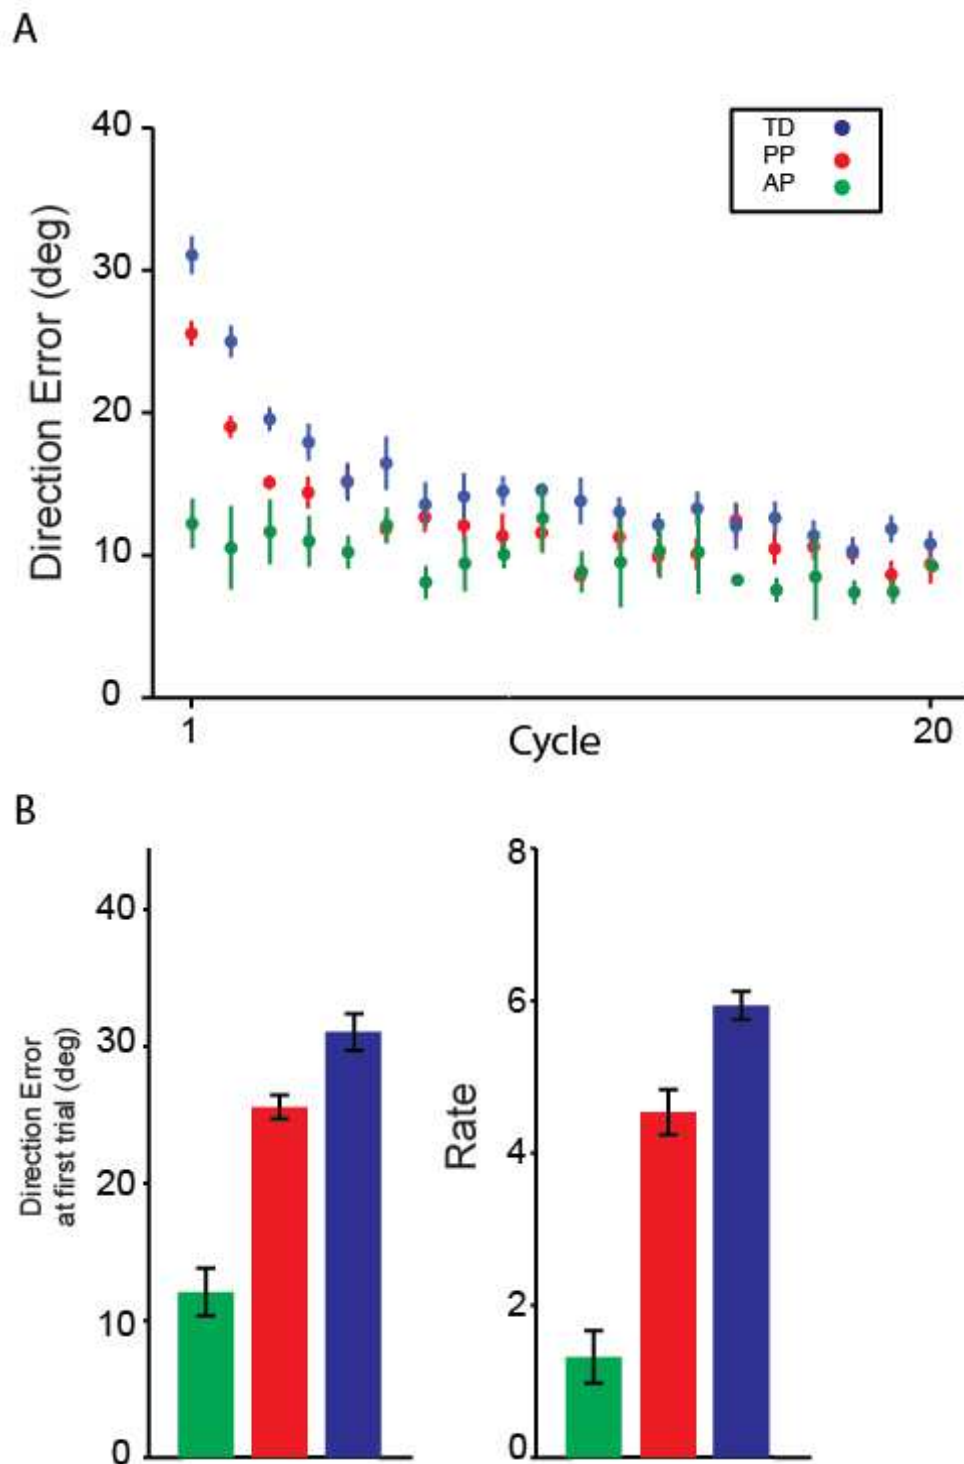 A
40
30
20
10
0
Direction Error (deg)
TD
PP
AP
1
Cycle
20
B
40
30
20
10
0
Direction Error
at first trial (deg)
8
6
4
2
0
Rate